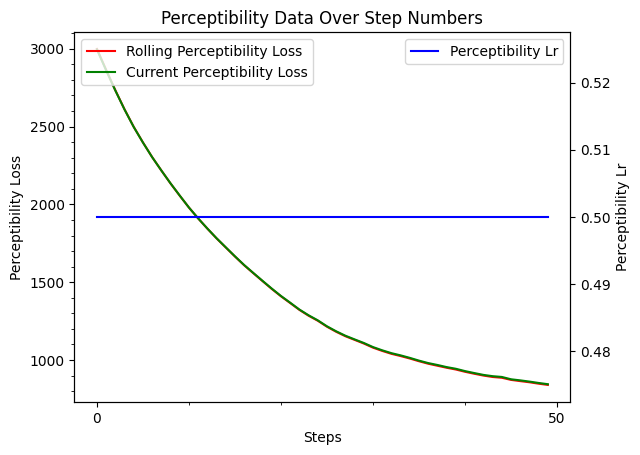 Perceptibility Data Over Step Numbers
Rolling Perceptibility Loss
Current Perceptibility Loss
Perceptibility Lr
3000
2500
2000
1500
1000
Perceptibility Loss
0.52
0.51
0.50
0.49
0.48
Perceptibility Lr
0
50
Steps